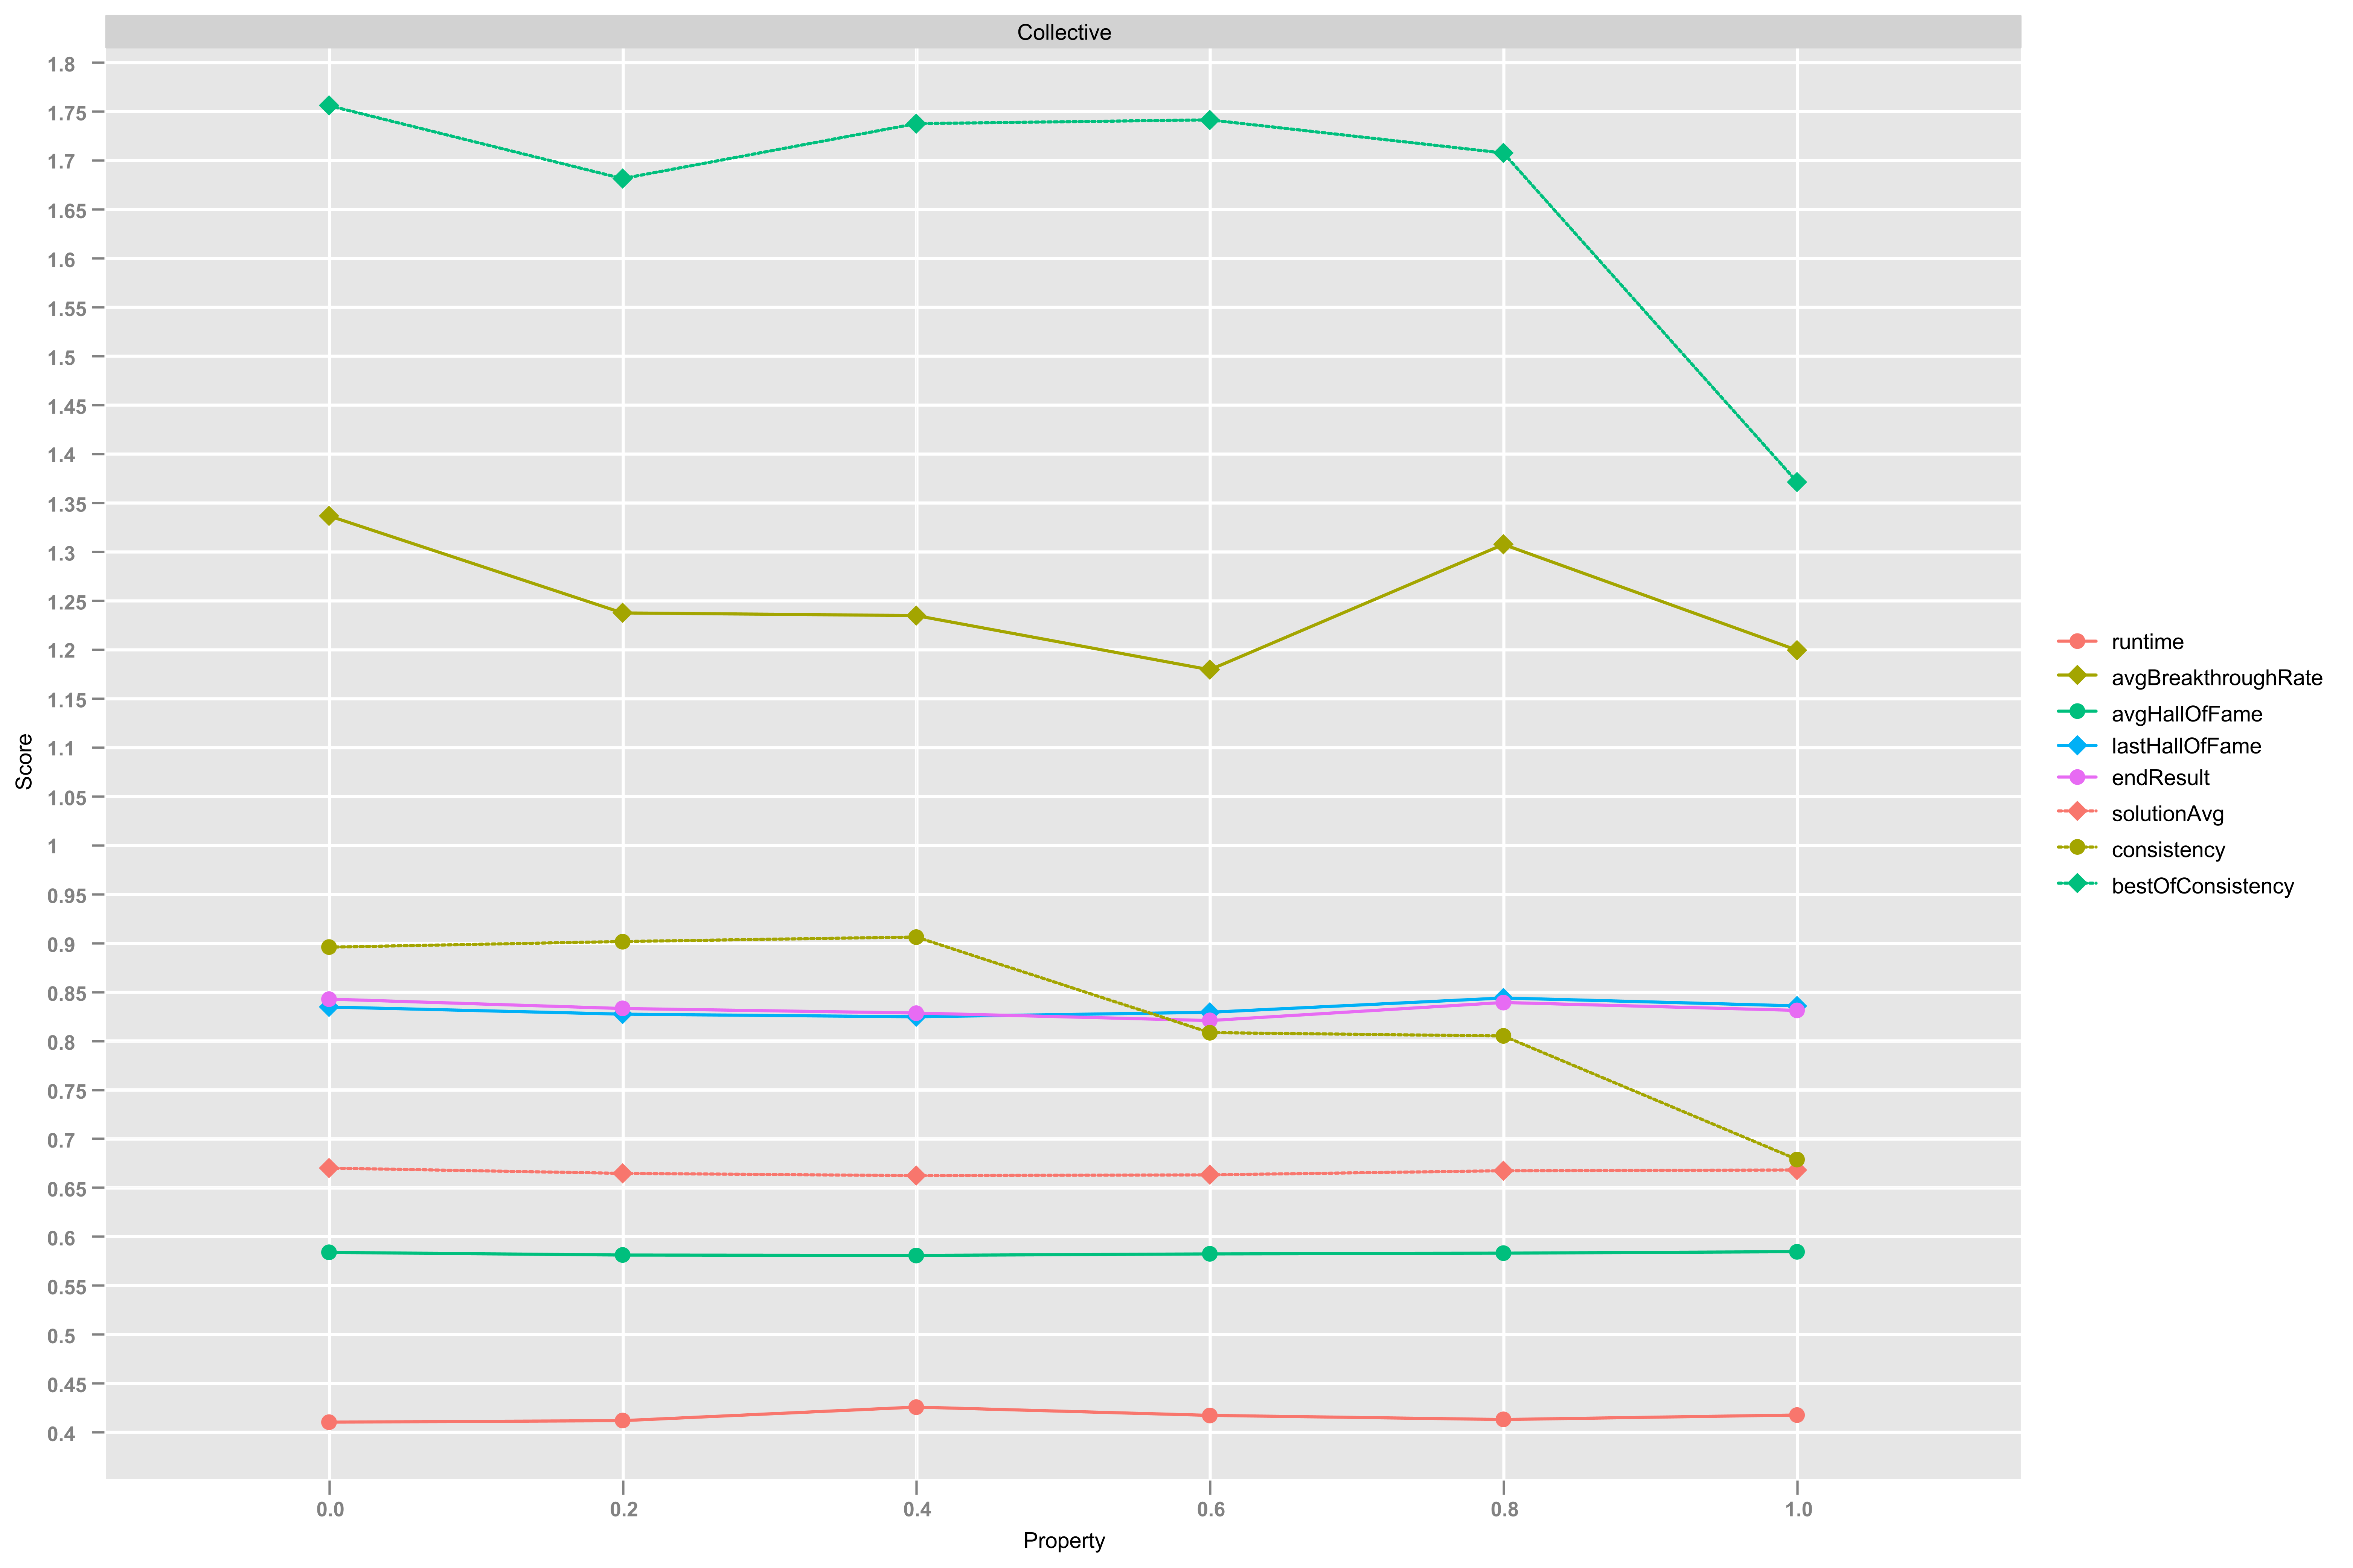 Collective
1.8
1.75
1.7
1.65
1.6
1.55
1.5
1.45
1.4
1.35
1.3
1.25
1.2
1.15
1.1
1.05
1
0.95
0.9
0.85
0.8
0.75
0.7
0.65
0.6
0.55
0.5
0.45
0.4
Score
0.0 0.2 0.4 0.6 0.8 1.0
Property
runtime
avgBreakthroughRate
avgHallOfFame
lastHallOfFame
endResult
solutionAvg
consistency
bestOfConsistency